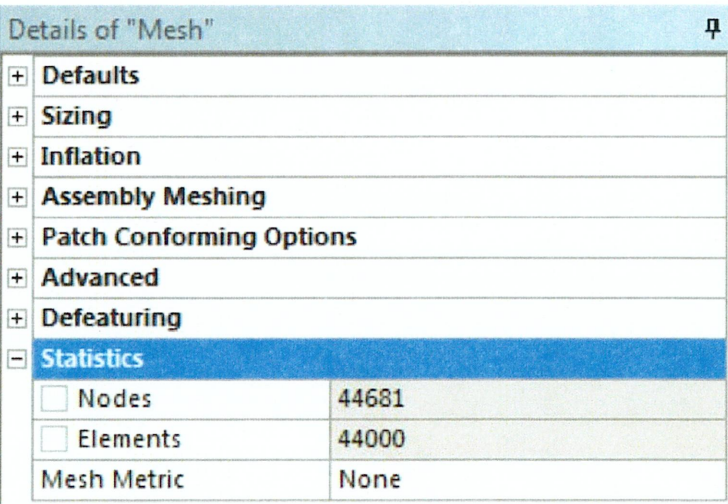 Details of "Mesh"
Defaults
Sizing
Inflation
Assembly Meshing
Patch Conforming Options
Advanced
Defeaturing
Statistics
Nodes 44681
Elements 44000
Mesh Metric None